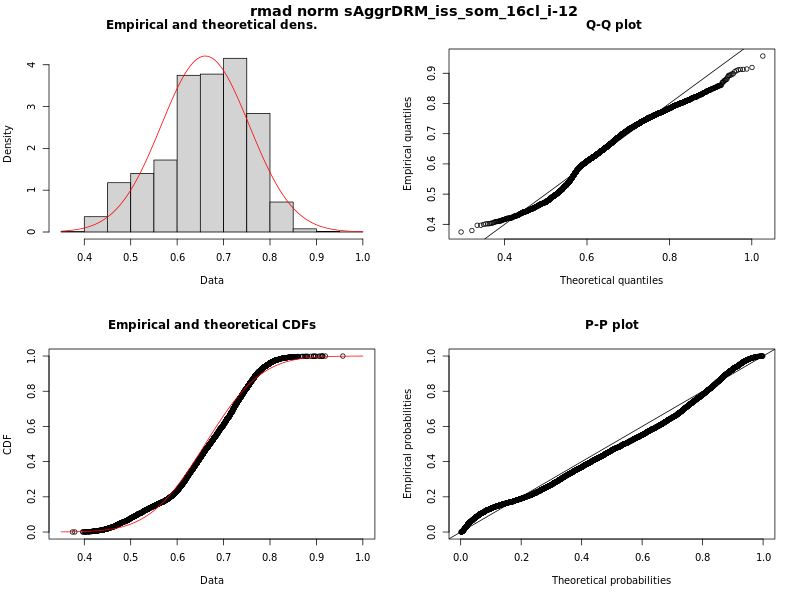 rmad norm sAggrDRM_iss_som_16cl_i-12
Empirical and theoretical dens.
Density
0 1 2 3 4
0.4 0.5 0.6 0.7 0.8 0.9 1.0
Data
Q-Q plot
Empirical quantiles
0.4 0.5 0.6 0.7 0.8 0.9
0.4 0.6 0.8 1.0
Theoretical quantiles
Empirical and theoretical CDFs
CDF
0.0 0.2 0.4 0.6 0.8 1.0
0.4 0.5 0.6 0.7 0.8 0.9 1.0
Data
P-P plot
Empirical probabilities
0.0 0.2 0.4 0.6 0.8 1.0
0.0 0.2 0.4 0.6 0.8 1.0
Theoretical probabilities